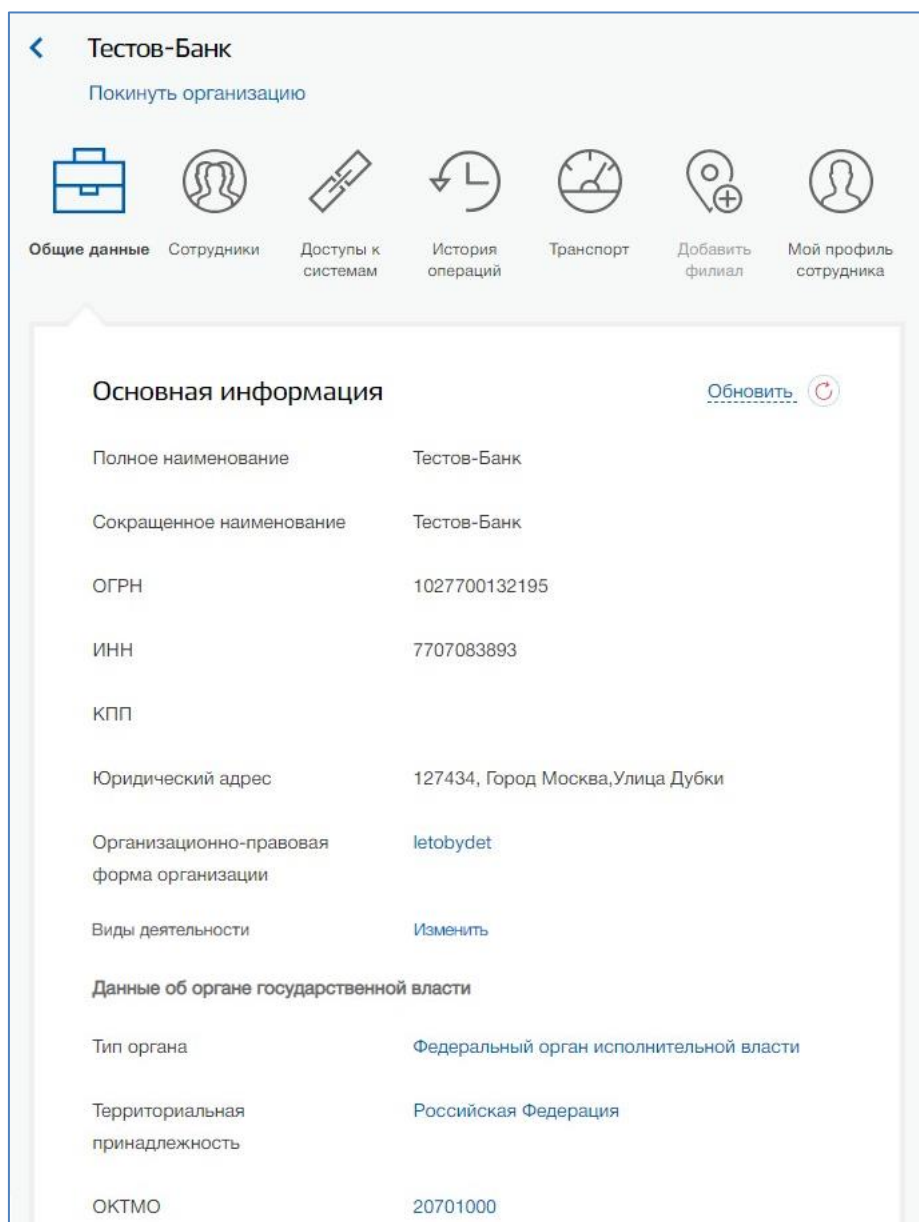 Тестов-Банк
Покинуть организацию
Общие данные
Сотрудники
Доступы к
системам
История
операций
Транспорт
Добавить
филиал
Мой профиль
сотрудника
Основная информация
Обновить
Полное наименование Тестов-Банк
Сокращенное наименование Тестов-Банк
ОГРН 1027700132195
ИНН 7707083893
КПП
Юридический адрес 127434, Город Москва,Улица Дубки
Организационно-правовая letobydet
форма организации
Виды деятельности Изменить
Данные об органе государственной власти
Тип органа Федеральный орган исполнительной власти
Территориальная Российская Федерация
принадлежность
ОКТМО 20701000